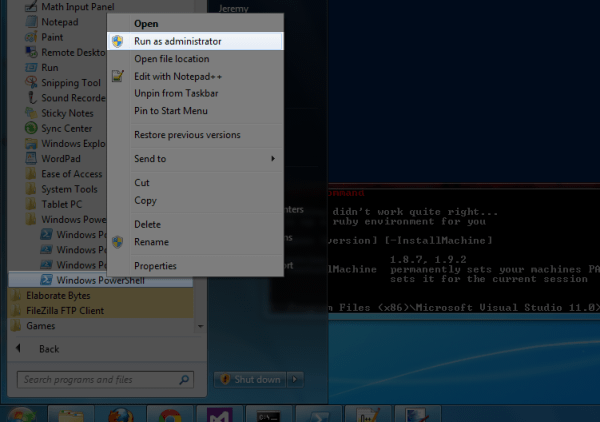 Math Input Panel
Notepad
Paint
Remote Desktop
Run
Snipping Tool
Sound Recorde
Sticky Notes
Sync Center
Windows Explo
WordPad
Ease of Access
System Tools
Tablet PC
Windows Powe
Windows Po
Windows Po
Windows Po
Windows PowerShell
Elaborate Bytes
FileZilla FTP Client
Games
Back
Search programs and files
Jeremy
Open
Run as administrator
Open file location
Edit with Notepad++
Unpin from Taskbar
Pin to Start Menu
Restore previous versions
Send to
Cut
Copy
Delete
Rename
Properties
Shut down
didn't work quite right...
ruby environment for you
version] [-InstallMachine]
1.8.7, 1.9.2
Machine permanently sets your machines PA
sets it for the current session
Files (x86)\Microsoft Visual Studio 11.0)